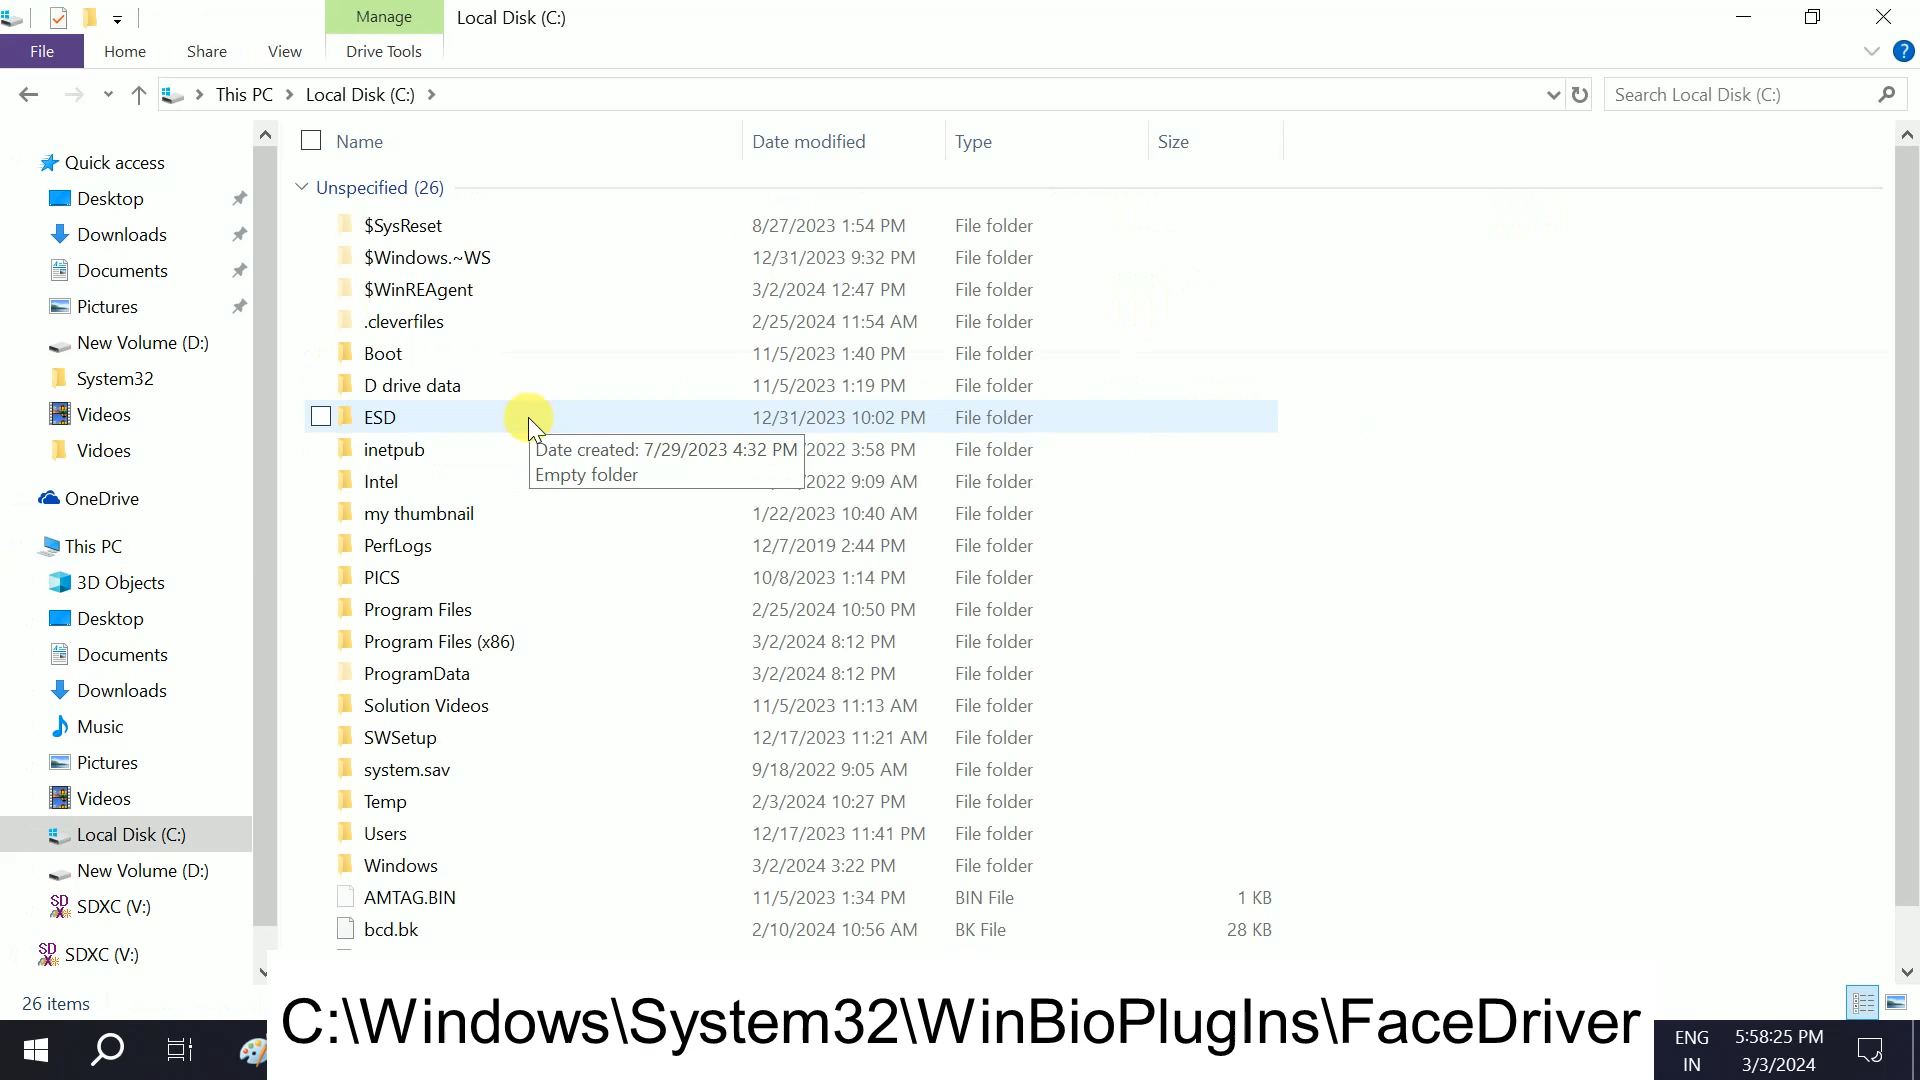 Manage
Local Disk (C:)
File
Home
Share
View
Drive Tools
?
This PC
Local Disk (C:)
Search Local Disk (C:)
Name
Date modified
Type
Size
Quick access
Desktop
Downloads
Documents
Pictures
New Volume (D:)
System32
Videos
Vidoes
OneDrive
This PC
3D Objects
Desktop
Documents
Downloads
Music
Pictures
Videos
Local Disk (C:)
New Volume (D:)
SD SDXC (V:)
SD SDXC (V:)
Unspecified (26)
$SysReset 8/27/2023 1:54 PM File folder
$Windows.~WS 12/31/2023 9:32 PM File folder
$WinREAgent 3/2/2024 12:47 PM File folder
.cleverfiles 2/25/2024 11:54 AM File folder
Boot 11/5/2023 1:40 PM File folder
D drive data 11/5/2023 1:19 PM File folder
ESD 12/31/2023 10:02 PM File folder
inetpub /2022 3:58 PM File folder
Date created: 7/29/2023 4:32 PM
Empty folder
Intel 2022 9:09 AM File folder
my thumbnail 1/22/2023 10:40 AM File folder
PerfLogs 12/7/2019 2:44 PM File folder
PICS 10/8/2023 1:14 PM File folder
Program Files 2/25/2024 10:50 PM File folder
Program Files (x86) 3/2/2024 8:12 PM File folder
ProgramData 3/2/2024 8:12 PM File folder
Solution Videos 11/5/2023 11:13 AM File folder
SWSetup 12/17/2023 11:21 AM File folder
system.sav 9/18/2022 9:05 AM File folder
Temp 2/3/2024 10:27 PM File folder
Users 12/17/2023 11:41 PM File folder
Windows 3/2/2024 3:22 PM File folder
AMTAG.BIN 11/5/2023 1:34 PM BIN File 1 KB
bcd.bk 2/10/2024 10:56 AM BK File 28 KB
26 items
C:\Windows\System32\WinBioPlugIns\FaceDriver
ENG
IN
5:58:25 PM
3/3/2024